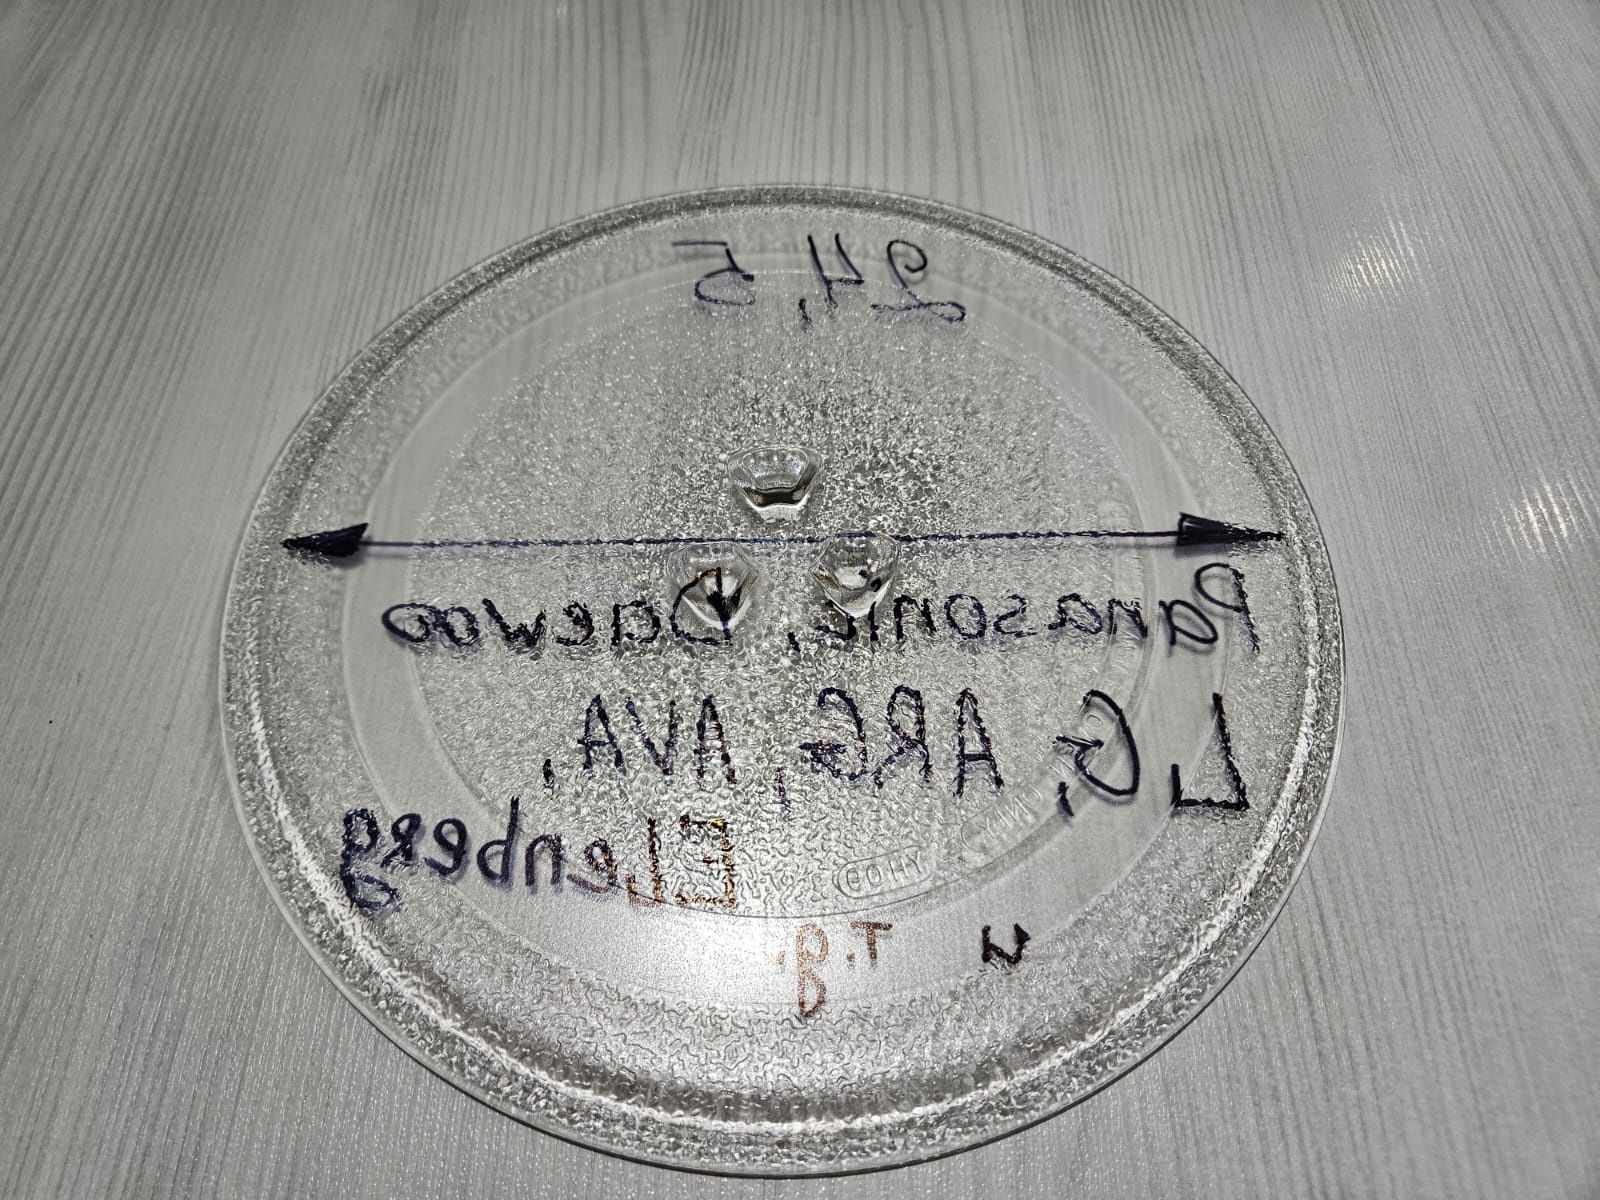 24,5
Panasonic, Daewoo
LG, ARG, AVA,
Elenberg
и т.д.